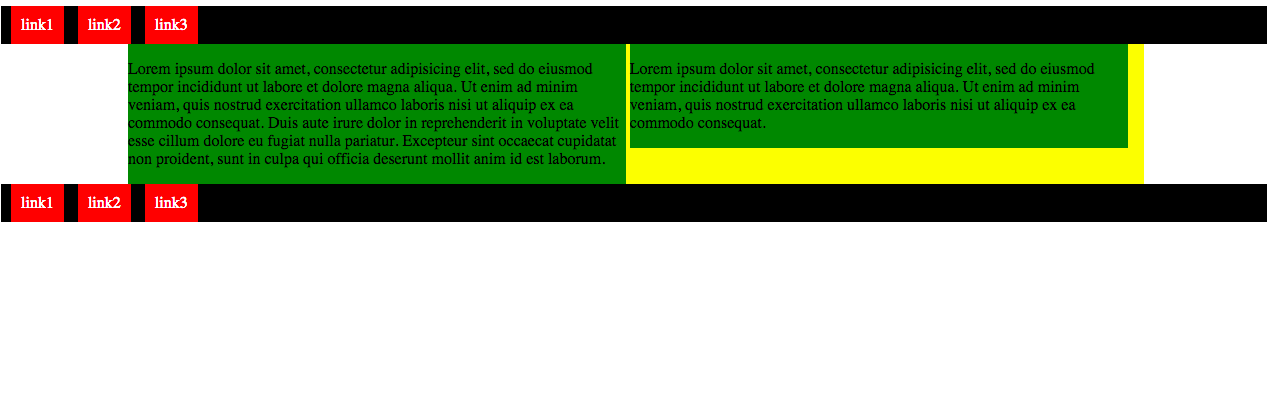 link1 link2 link3
Lorem ipsum dolor sit amet, consectetur adipisicing elit, sed do eiusmod
tempor incididunt ut labore et dolore magna aliqua. Ut enim ad minim
veniam, quis nostrud exercitation ullamco laboris nisi ut aliquip ex ea
commodo consequat. Duis aute irure dolor in reprehenderit in voluptate velit
esse cillum dolore eu fugiat nulla pariatur. Excepteur sint occaecat cupidatat
non proident, sunt in culpa qui officia deserunt mollit anim id est laborum.
Lorem ipsum dolor sit amet, consectetur adipisicing elit, sed do eiusmod
tempor incididunt ut labore et dolore magna aliqua. Ut enim ad minim
veniam, quis nostrud exercitation ullamco laboris nisi ut aliquip ex ea
commodo consequat.
link1 link2 link3